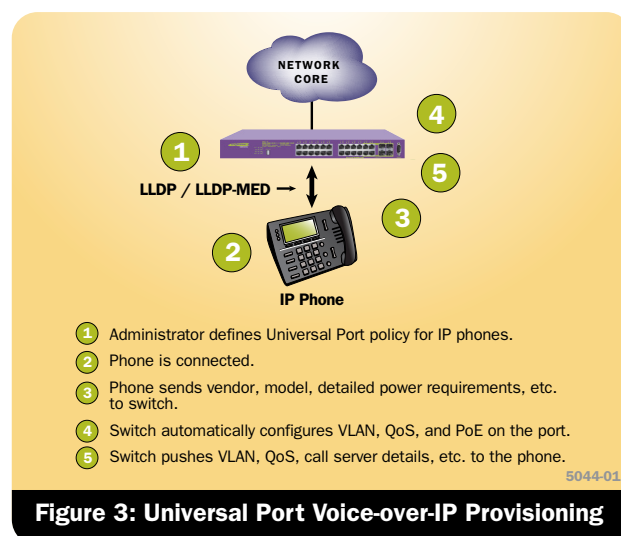 NETWORK
CORE
4
1
5
LLDP / LLDP-MED →
3
2
IP Phone
1 Administrator defines Universal Port policy for IP phones.
2 Phone is connected.
3 Phone sends vendor, model, detailed power requirements, etc.
to switch.
4 Switch automatically configures VLAN, QoS, and PoE on the port.
5 Switch pushes VLAN, QoS, call server details, etc. to the phone.
5044-01
Figure 3: Universal Port Voice-over-IP Provisioning